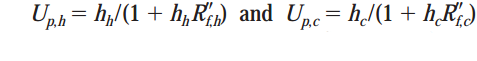 U_{p,h} = h_h/(1 + h_h R''_{f,h}) and U_{p,c} = h_c/(1 + h_c R''_{f,c})